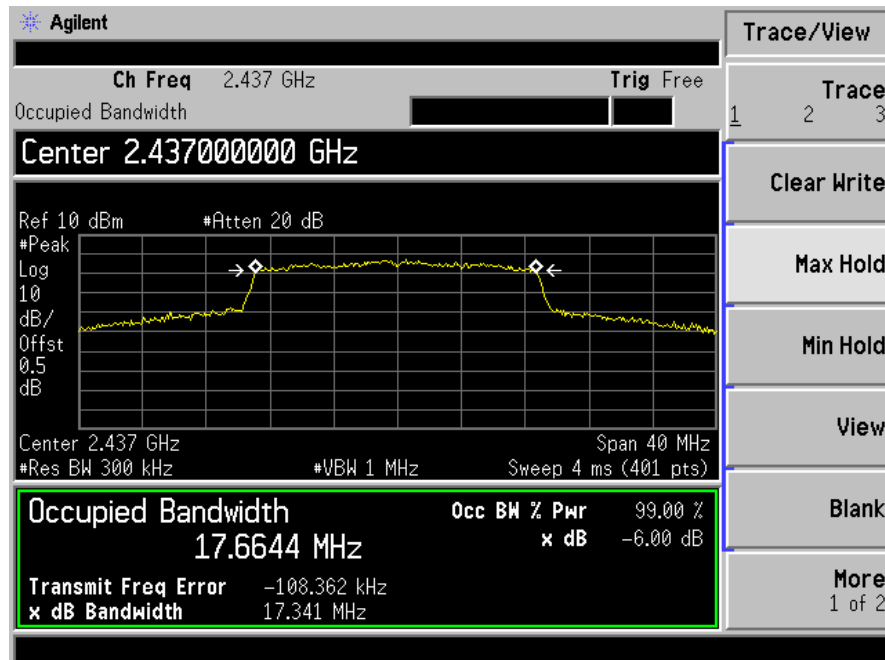 Agilent
Trace/View
Ch Freq 2.437 GHz Trig Free
Occupied Bandwidth
Center 2.437000000 GHz
Ref 10 dBm #Atten 20 dB
#Peak
Log
10
dB/
Offst
0.5
dB
Center 2.437 GHz Span 40 MHz
#Res BW 300 kHz #VBW 1 MHz Sweep 4 ms (401 pts)
Occupied Bandwidth
17.6644 MHz
Occ BW % Pwr 99.00 %
x dB -6.00 dB
Transmit Freq Error -108.362 kHz
x dB Bandwidth 17.341 MHz
Trace
1 2 3
Clear Write
Max Hold
Min Hold
View
Blank
More
1 of 2